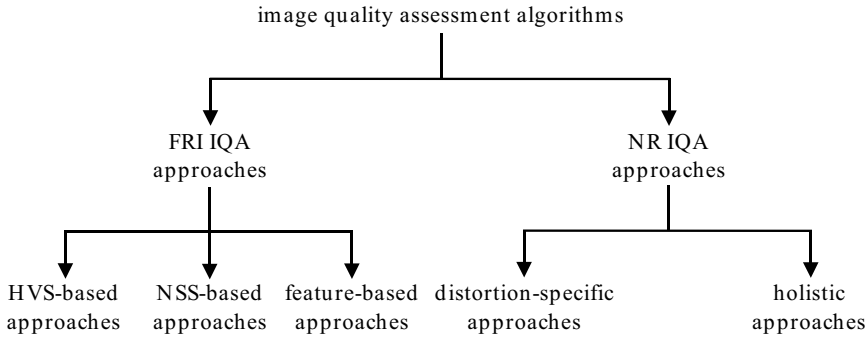 image quality assessment algorithms
FRI IQA
approaches
NR IQA
approaches
HVS-based
approaches
NSS-based
approaches
feature-based
approaches
distortion-specific
approaches
holistic
approaches